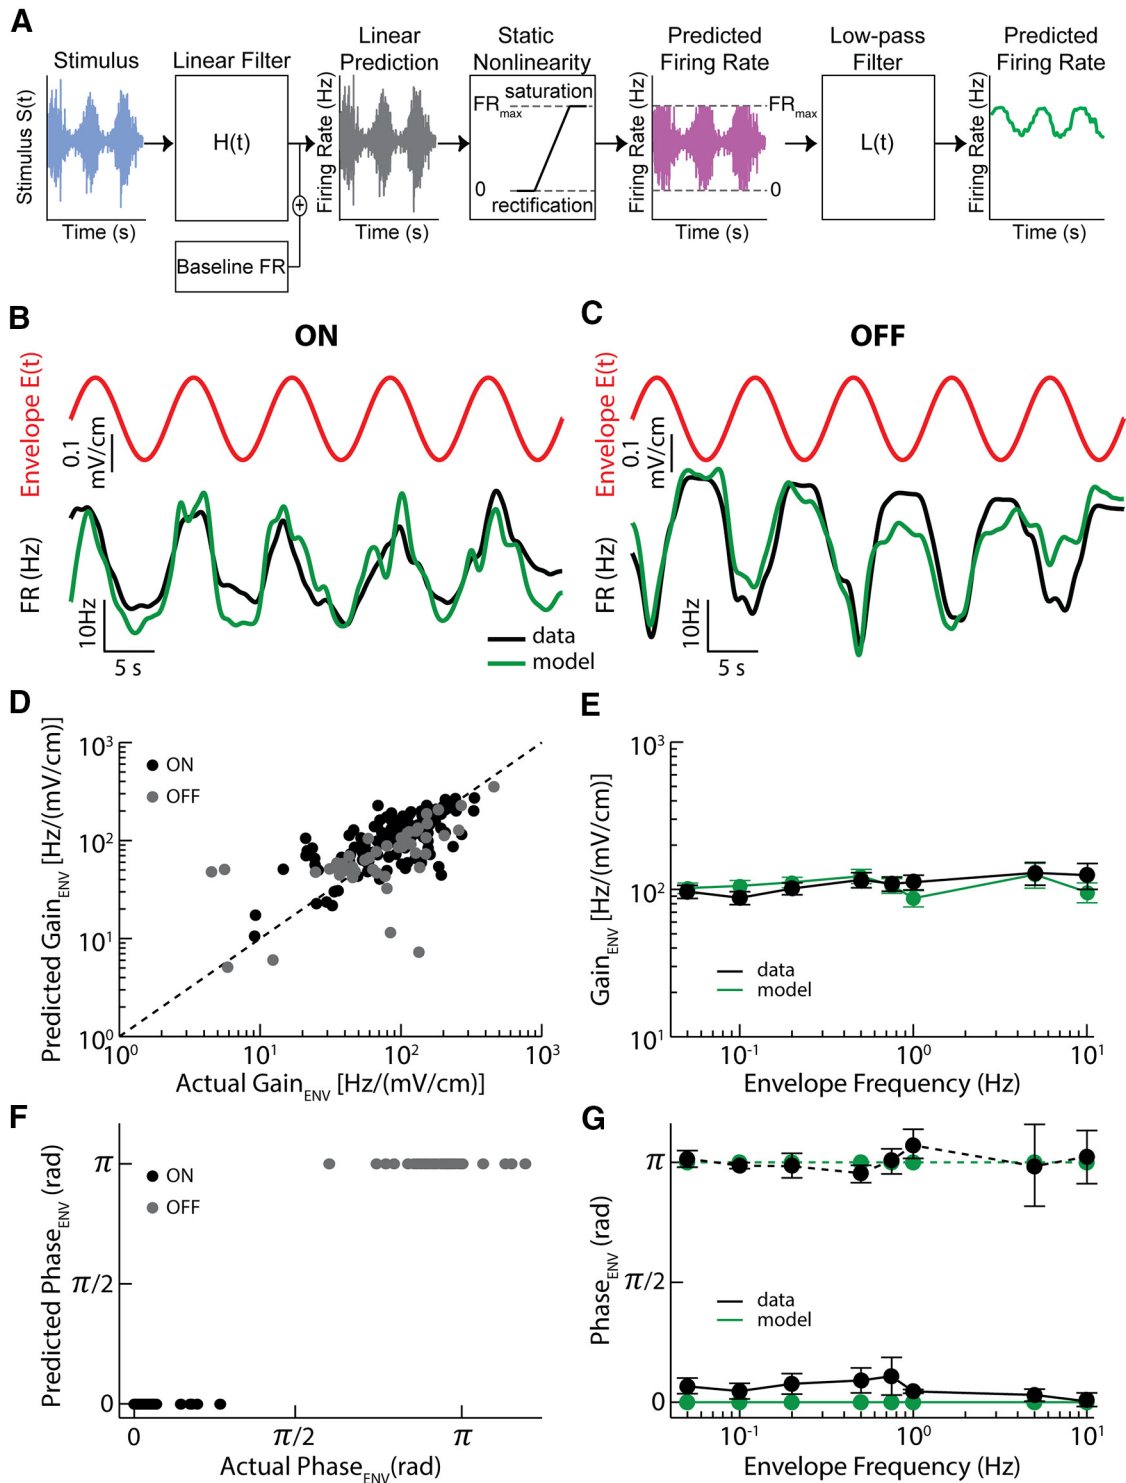 A
Stimulus
Linear Filter
Linear
Prediction
Static
Nonlinearity
Predicted
Firing Rate
Low-pass
Filter
Predicted
Firing Rate
Stimulus S(t)
Time (s)
H(t)
Baseline FR
+
Firing Rate (Hz)
Time (s)
saturation
FRmax
0
rectification
Firing Rate (Hz)
FRmax
0
Time (s)
L(t)
Firing Rate (Hz)
Time (s)
B
ON
Envelope E(t)
0.1
mV/cm
FR (Hz)
10Hz
5 s
data
model
C
OFF
Envelope E(t)
0.1
mV/cm
FR (Hz)
10Hz
5 s
D
Predicted GainENV [Hz/(mV/cm)]
10³
10²
10¹
10⁰
ON
OFF
10⁰ 10¹ 10² 10³
Actual GainENV [Hz/(mV/cm)]
E
GainENV [Hz/(mV/cm)]
10³
10²
10¹
data
model
10⁻¹ 10⁰ 10¹
Envelope Frequency (Hz)
F
Predicted PhaseENV (rad)
π
π/2
0
ON
OFF
0 π/2 π
Actual PhaseENV(rad)
G
PhaseENV (rad)
π
π/2
0
data
model
10⁻¹ 10⁰ 10¹
Envelope Frequency (Hz)